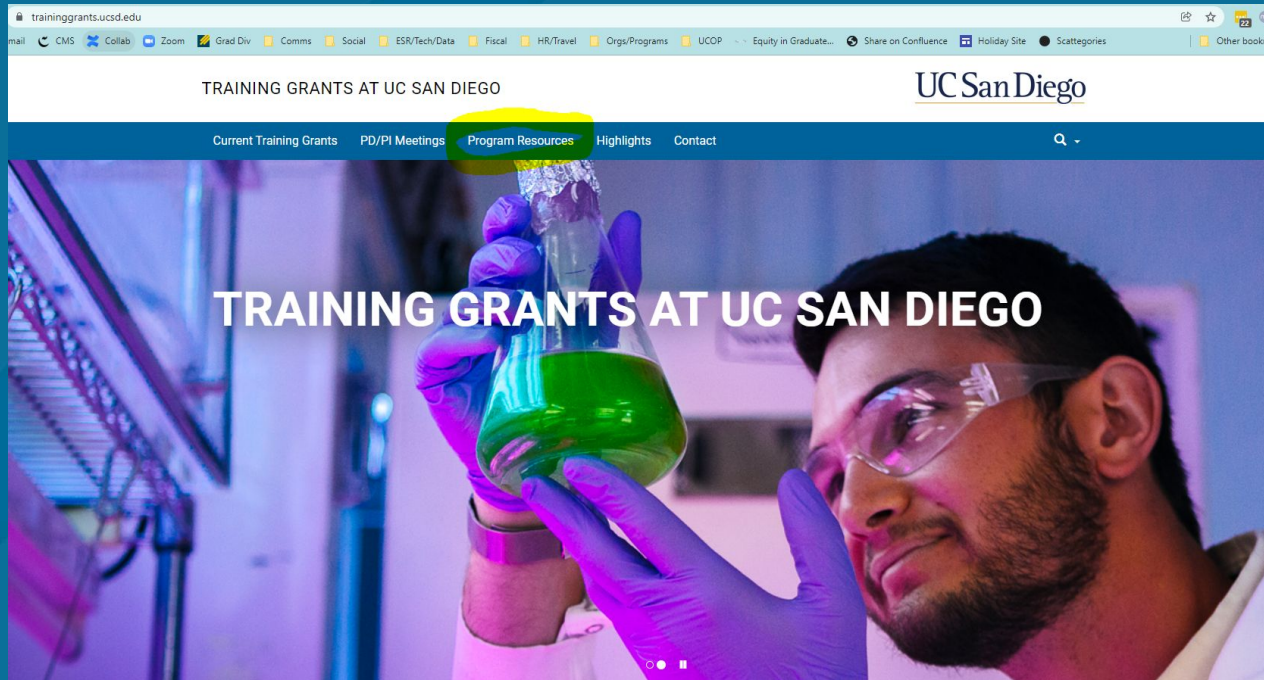 traininggrants.ucsd.edu
22
mail CMS Collab Zoom Grad Div Comms Social ESR/Tech/Data Fiscal HR/Travel Orgs/Programs UCOP Equity in Graduate... Share on Confluence Holiday Site Scattegories Other book
TRAINING GRANTS AT UC SAN DIEGO UC San Diego
Current Training Grants PD/PI Meetings Program Resources Highlights Contact
TRAINING GRANTS AT UC SAN DIEGO